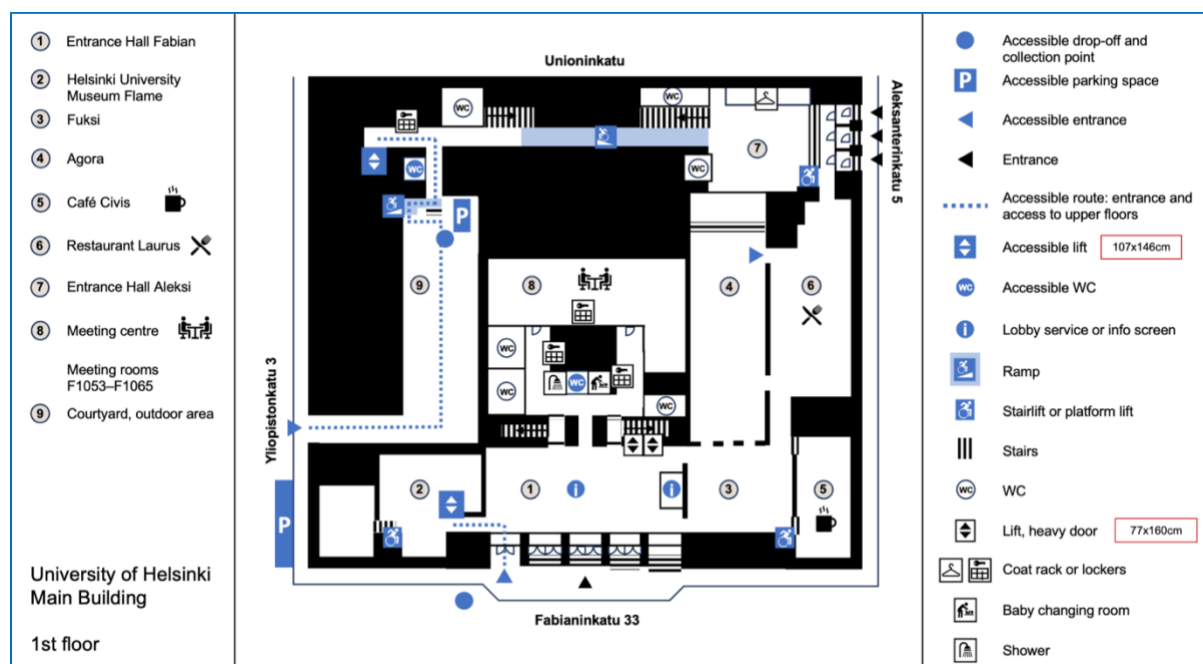 1 Entrance Hall Fabian
2 Helsinki University
Museum Flame
3 Fuksi
4 Agora
5 Café Civis
6 Restaurant Laurus
7 Entrance Hall Aleksi
8 Meeting centre
Meeting rooms
F1053–F1065
9 Courtyard, outdoor area
University of Helsinki
Main Building
1st floor
Unioninkatu
Aleksanterinkatu 5
Yliopistonkatu 3
Fabianinkatu 33
WC
WC
WC
WC
7
P
9
8
4
6
WC
WC
WC
WC
2
1
i
i
3
5
P
Accessible drop-off and
collection point
P Accessible parking space
Accessible entrance
Entrance
Accessible route: entrance and
access to upper floors
Accessible lift 107x146cm
WC Accessible WC
i Lobby service or info screen
Ramp
Stairlift or platform lift
Stairs
WC WC
Lift, heavy door 77x160cm
Coat rack or lockers
Baby changing room
Shower